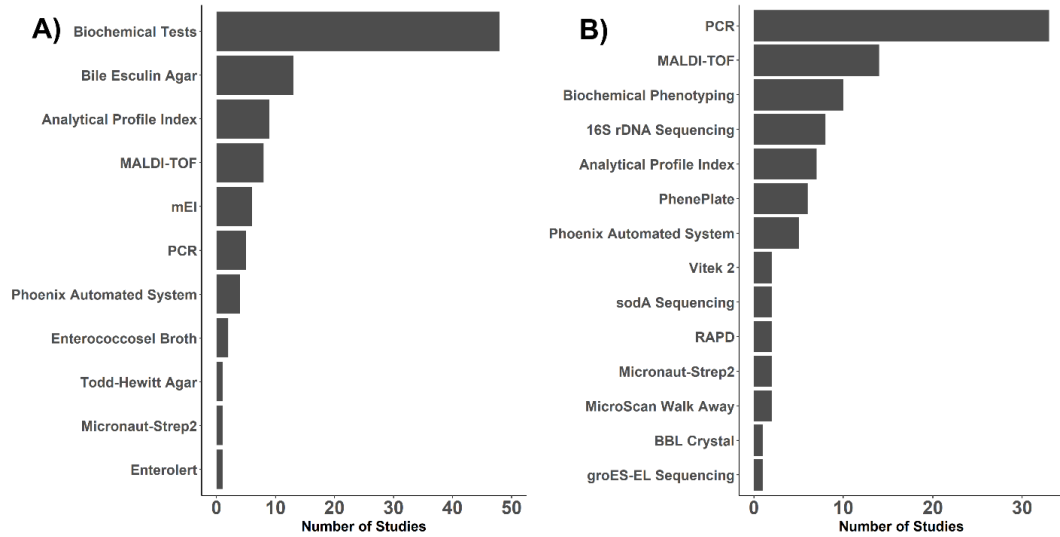 A)
Biochemical Tests
Bile Esculin Agar
Analytical Profile Index
MALDI-TOF
mEI
PCR
Phoenix Automated System
Enterococcosel Broth
Todd-Hewitt Agar
Micronaut-Strep2
Enterolert
0 10 20 30 40 50
Number of Studies
B)
PCR
MALDI-TOF
Biochemical Phenotyping
16S rDNA Sequencing
Analytical Profile Index
PhenePlate
Phoenix Automated System
Vitek 2
sodA Sequencing
RAPD
Micronaut-Strep2
MicroScan Walk Away
BBL Crystal
groES-EL Sequencing
0 10 20 30
Number of Studies